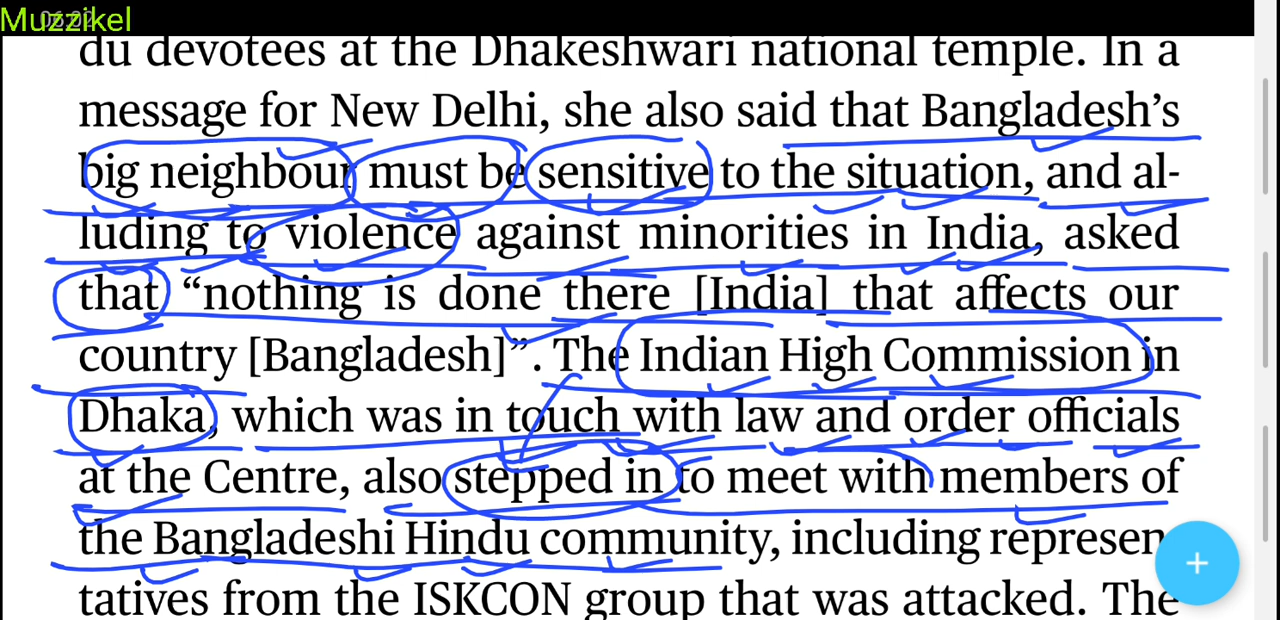 Muzzikel
06:02
du devotees at the Dhakeshwari national temple. In a
message for New Delhi, she also said that Bangladesh’s
big neighbour must be sensitive to the situation, and al-
luding to violence against minorities in India, asked
that “nothing is done there [India] that affects our
country [Bangladesh]”. The Indian High Commission in
Dhaka, which was in touch with law and order officials
at the Centre, also stepped in to meet with members of
the Bangladeshi Hindu community, including represen
tatives from the ISKCON group that was attacked. The